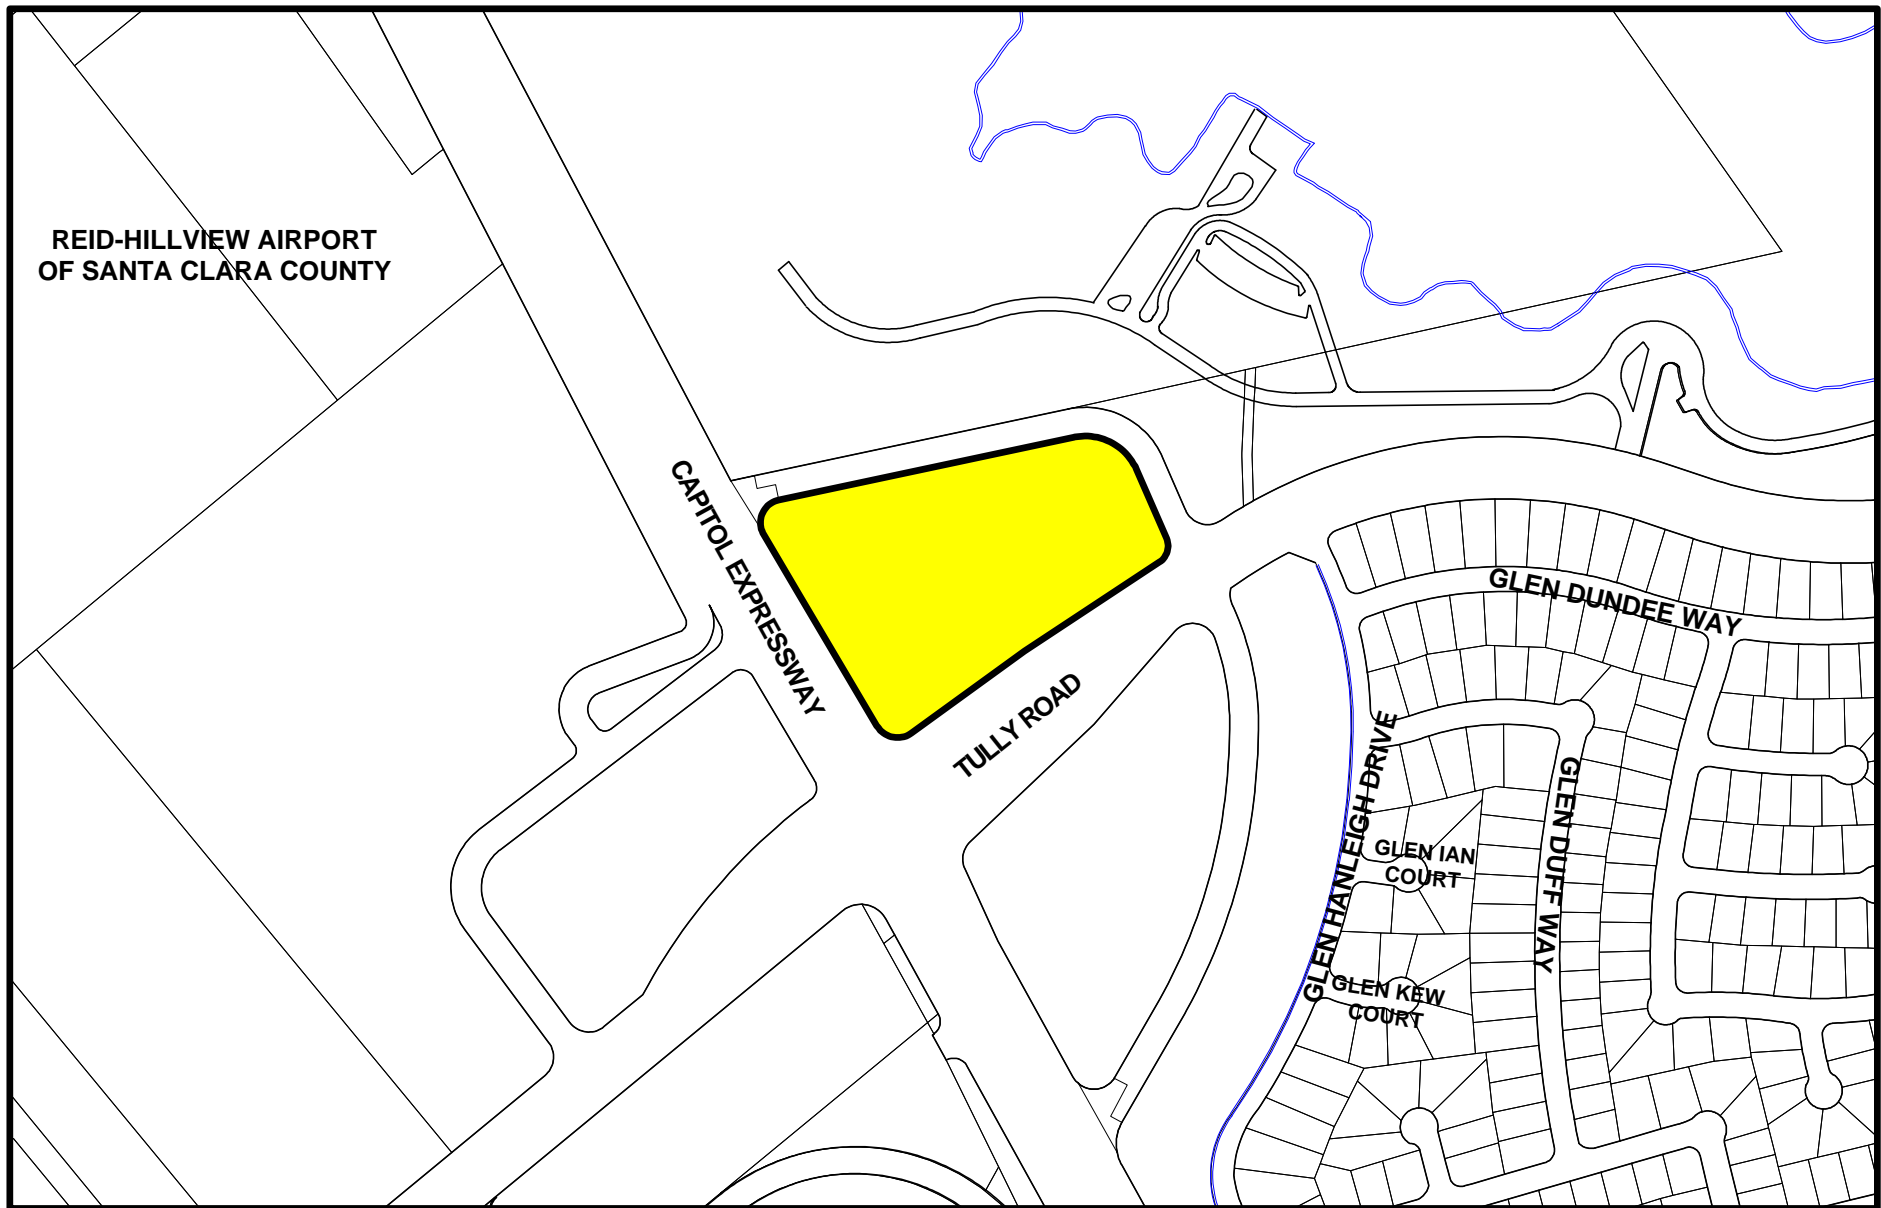 REID-HILLVIEW AIRPORT
OF SANTA CLARA COUNTY
CAPITOL EXPRESSWAY
TULLY ROAD
GLEN DUNDEE WAY
GLEN HANLEIGH DRIVE
GLEN DUFF WAY
GLEN IAN
COURT
GLEN KEW
COURT